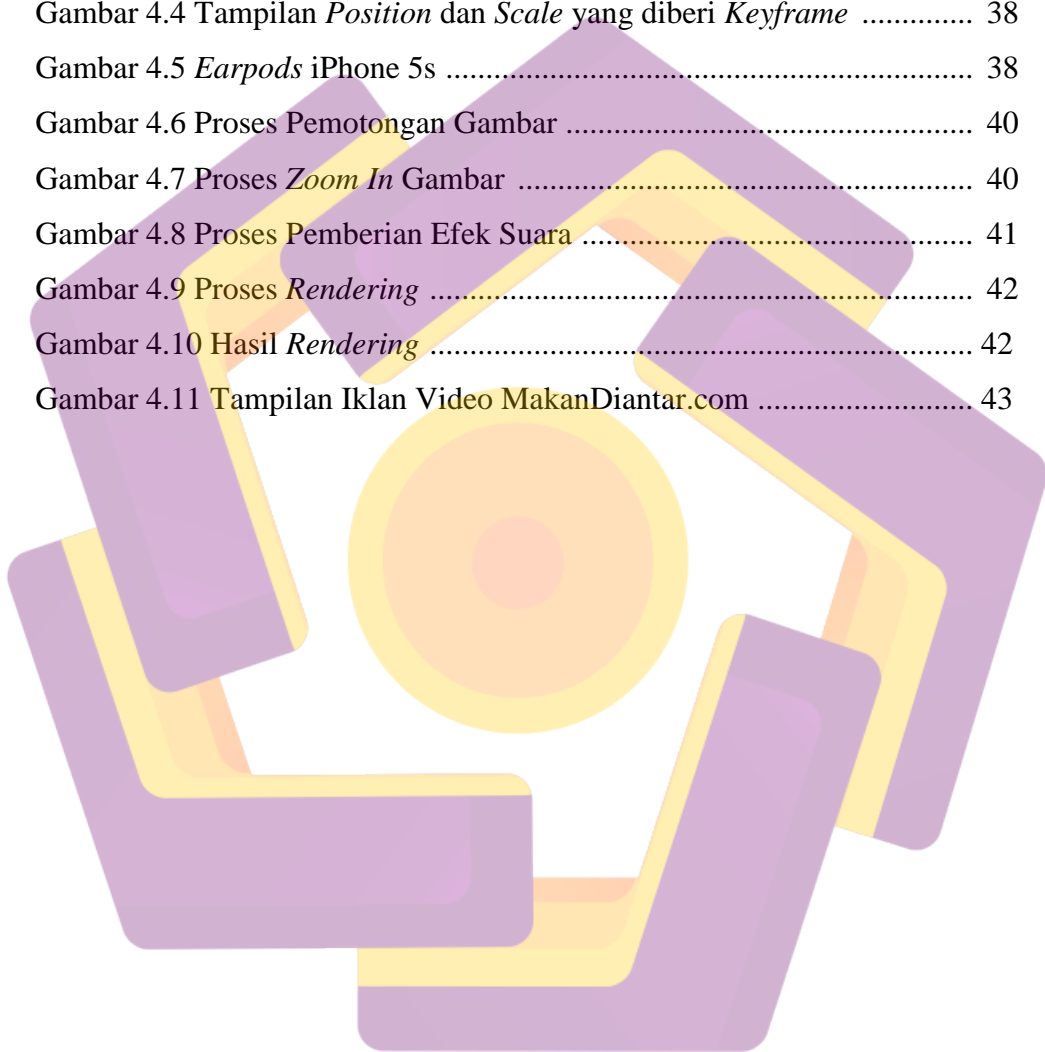 Gambar 4.4 Tampilan Position dan Scale yang diberi Keyframe .............. 38
Gambar 4.5 Earpods iPhone 5s ................................................................... 38
Gambar 4.6 Proses Pemotongan Gambar .................................................... 40
Gambar 4.7 Proses Zoom In Gambar .......................................................... 40
Gambar 4.8 Proses Pemberian Efek Suara .................................................. 41
Gambar 4.9 Proses Rendering ..................................................................... 42
Gambar 4.10 Hasil Rendering ..................................................................... 42
Gambar 4.11 Tampilan Iklan Video MakanDiantar.com ............................ 43